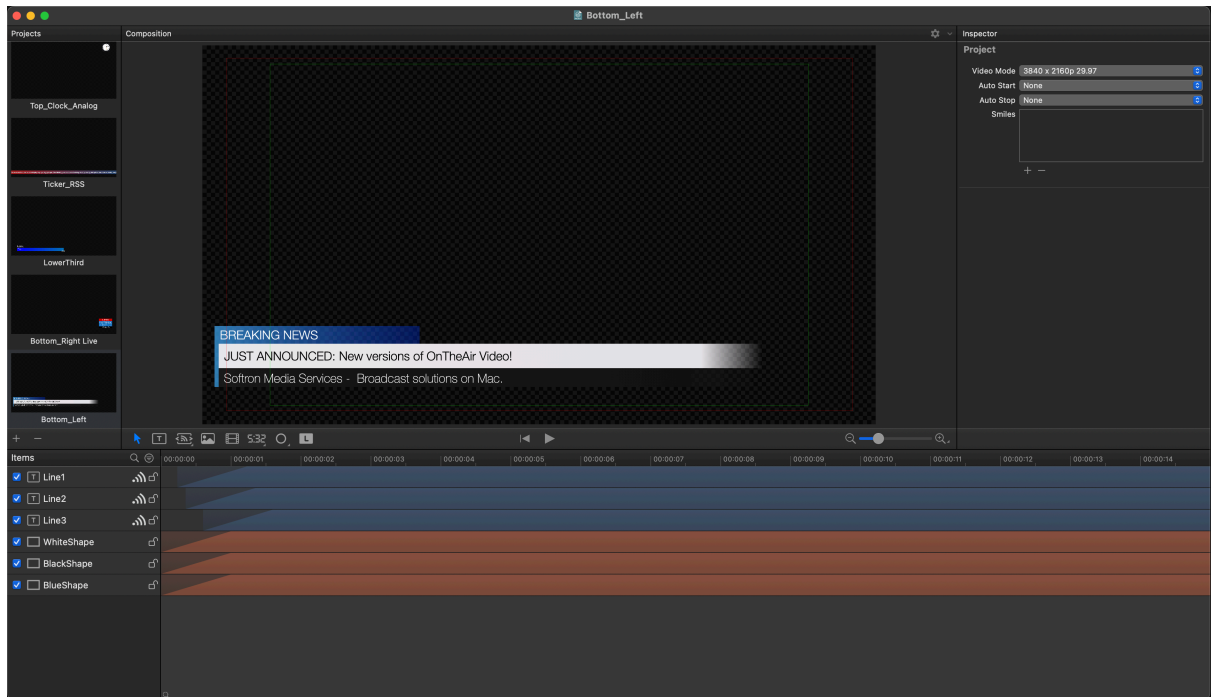 Bottom_Left
Projects
Composition
Inspector
Project
Video Mode 3840 x 2160p 29.97
Auto Start None
Auto Stop None
Smiles
Top_Clock_Analog
Ticker_RSS
LowerThird
Bottom_Right Live
Bottom_Left
BREAKING NEWS
JUST ANNOUNCED: New versions of OnTheAir Video!
Softron Media Services - Broadcast solutions on Mac.
T 5:32 L
Items
00:00:00 00:00:01 00:00:02 00:00:03 00:00:04 00:00:05 00:00:06 00:00:07 00:00:08 00:00:09 00:00:10 00:00:11 00:00:12 00:00:13 00:00:14
T Line1
T Line2
T Line3
WhiteShape
BlackShape
BlueShape